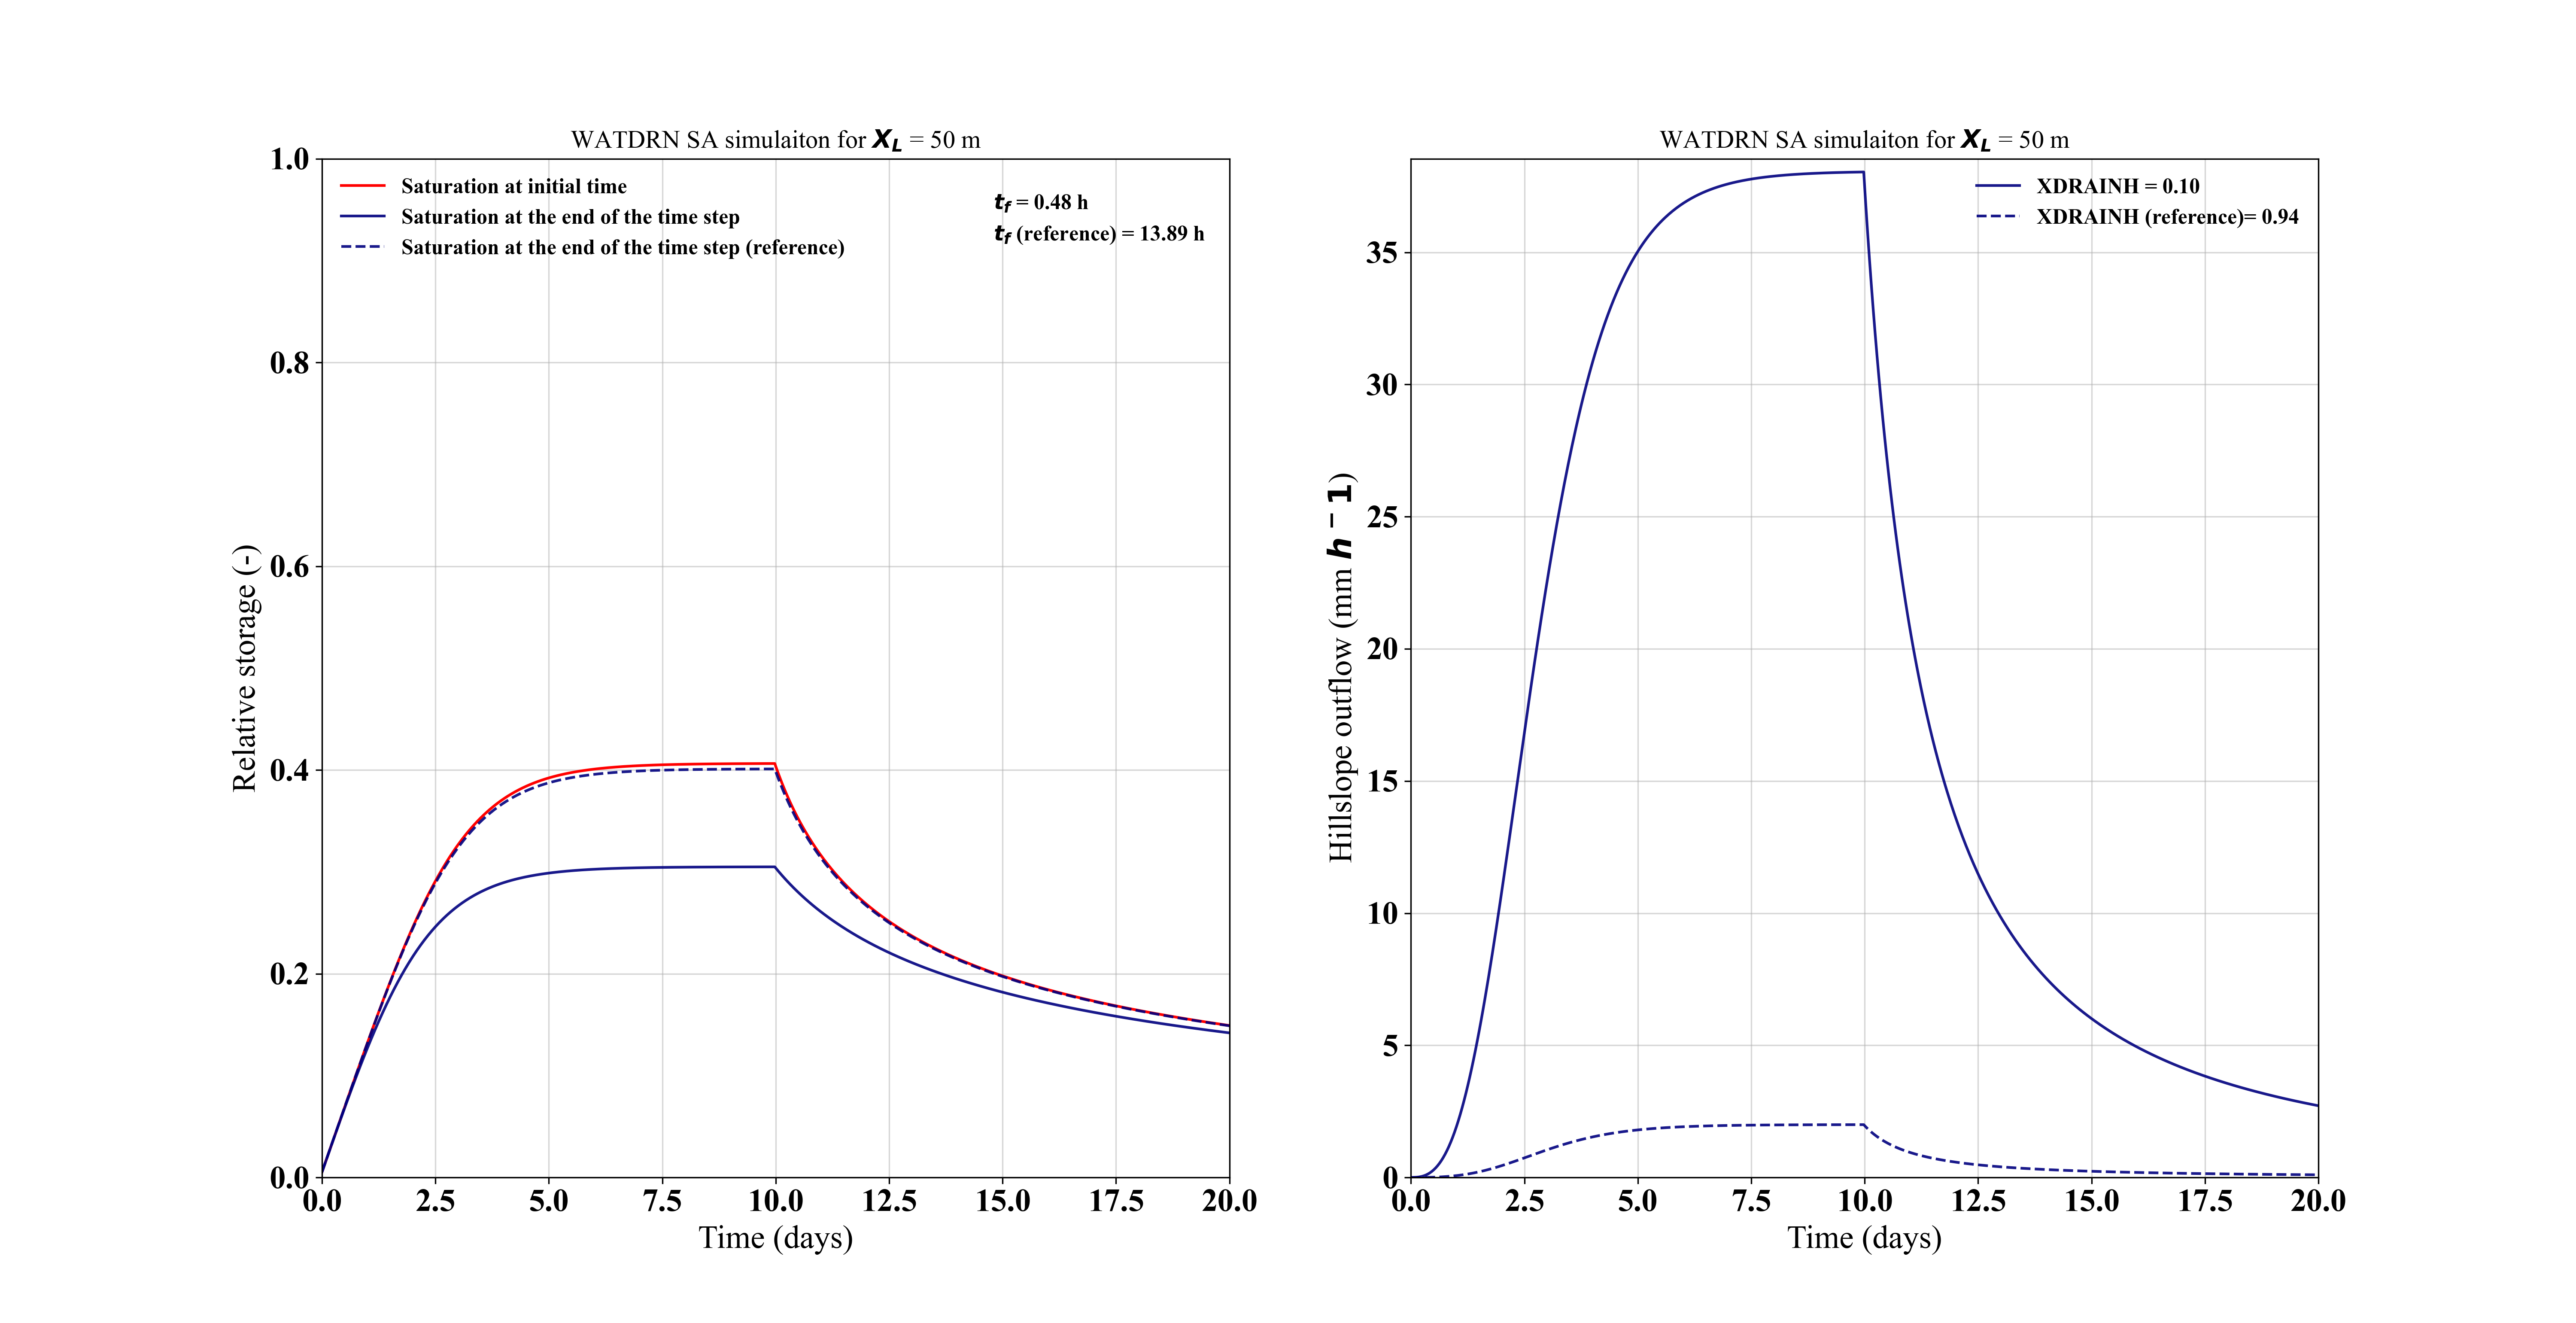 WATDRN SA simulaiton for X_L = 50 m
1.0
0.8
0.6
0.4
0.2
0.0
Relative storage (-)
Saturation at initial time
Saturation at the end of the time step
Saturation at the end of the time step (reference)
t_f = 0.48 h
t_f (reference) = 13.89 h
0.0 2.5 5.0 7.5 10.0 12.5 15.0 17.5 20.0
Time (days)
WATDRN SA simulaiton for X_L = 50 m
35
30
25
20
15
10
5
0
Hillslope outflow (mm h − 1)
XDRAINH = 0.10
XDRAINH (reference)= 0.94
0.0 2.5 5.0 7.5 10.0 12.5 15.0 17.5 20.0
Time (days)